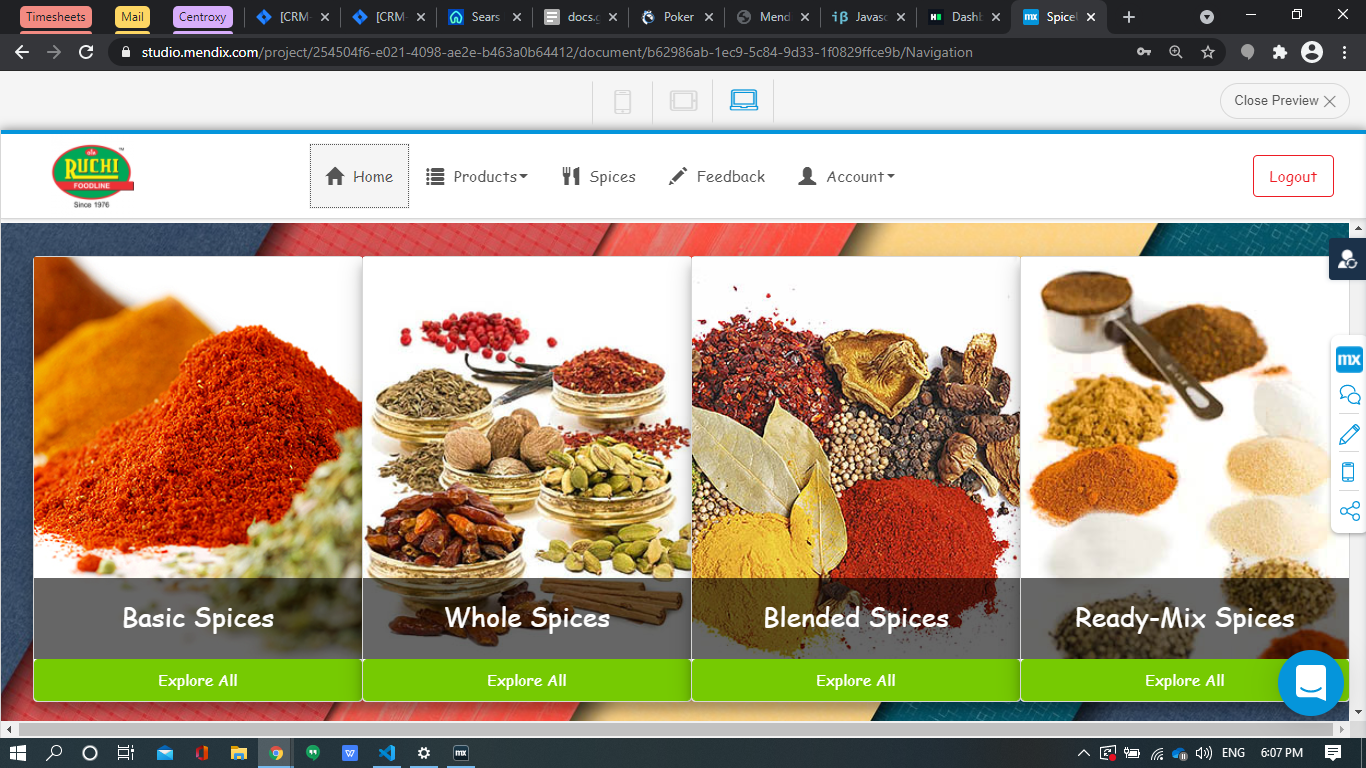 Timesheets Mail Centroxy [CRM- [CRM- Sears docs.g Poker Mend Javasc Dashb Spicel
studio.mendix.com/project/254504f6-e021-4098-ae2e-b463a0b64412/document/b62986ab-1ec9-5c84-9d33-1f0829ffce9b/Navigation
Close Preview
RUCHI
FOODLINE
Since 1976
Home Products Spices Feedback Account Logout
mx
Basic Spices Whole Spices Blended Spices Ready-Mix Spices
Explore All Explore All Explore All Explore All
ENG 6:07 PM